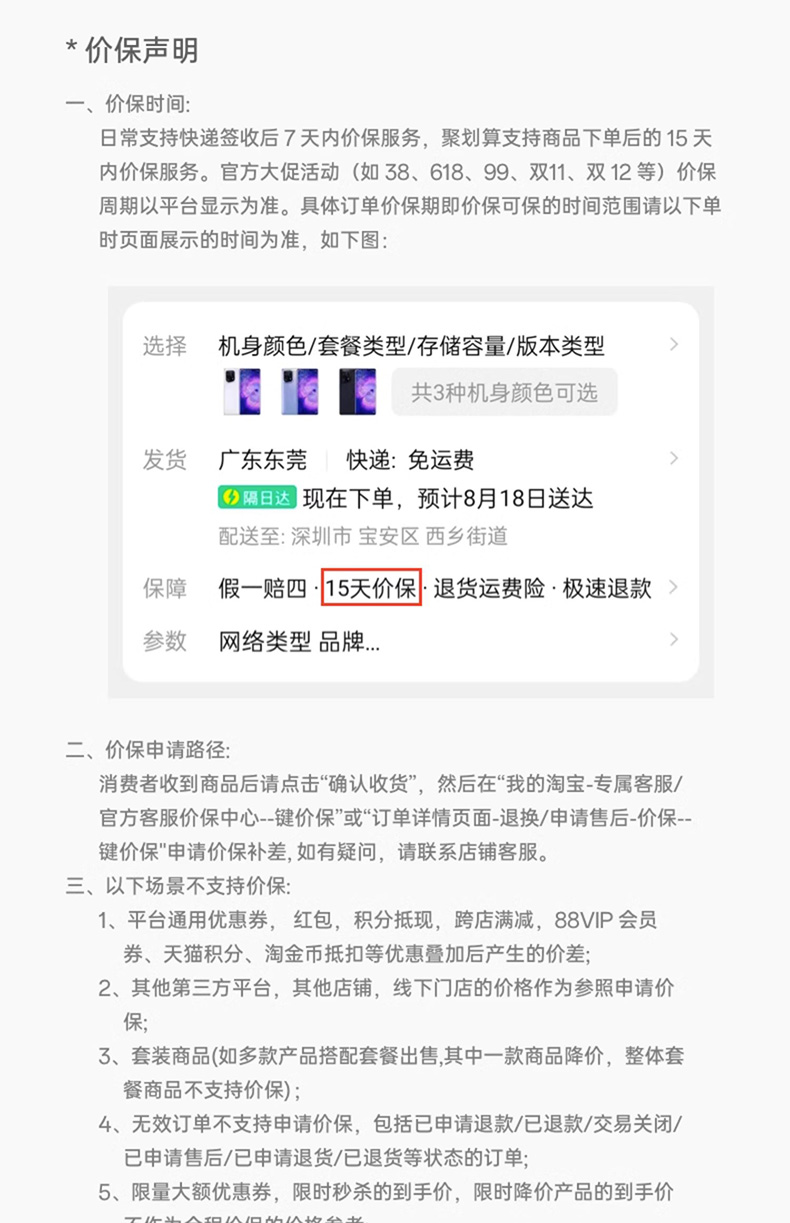 * 价保声明
一、价保时间:
日常支持快递签收后 7 天内价保服务，聚划算支持商品下单后的 15 天
内价保服务。官方大促活动（如 38、618、99、双11、双 12 等）价保
周期以平台显示为准。具体订单价保期即价保可保的时间范围请以下单
时页面展示的时间为准，如下图:
选择 机身颜色/套餐类型/存储容量/版本类型
共3种机身颜色可选
发货 广东东莞 快递: 免运费
隔日达 现在下单，预计8月18日送达
配送至: 深圳市 宝安区 西乡街道
保障 假一赔四 · 15天价保 · 退货运费险 · 极速退款
参数 网络类型 品牌...
二、价保申请路径:
消费者收到商品后请点击“确认收货”，然后在“我的淘宝-专属客服/
官方客服价保中心--键价保”或“订单详情页面-退换/申请售后-价保--
键价保"申请价保补差, 如有疑问，请联系店铺客服。
三、以下场景不支持价保:
1、平台通用优惠券， 红包，积分抵现，跨店满减，88VIP 会员
券、天猫积分、淘金币抵扣等优惠叠加后产生的价差;
2、其他第三方平台，其他店铺，线下门店的价格作为参照申请价
保;
3、套装商品(如多款产品搭配套餐出售,其中一款商品降价，整体套
餐商品不支持价保) ;
4、无效订单不支持申请价保，包括已申请退款/已退款/交易关闭/
已申请售后/已申请退货/已退货等状态的订单;
5、限量大额优惠券，限时秒杀的到手价，限时降价产品的到手价